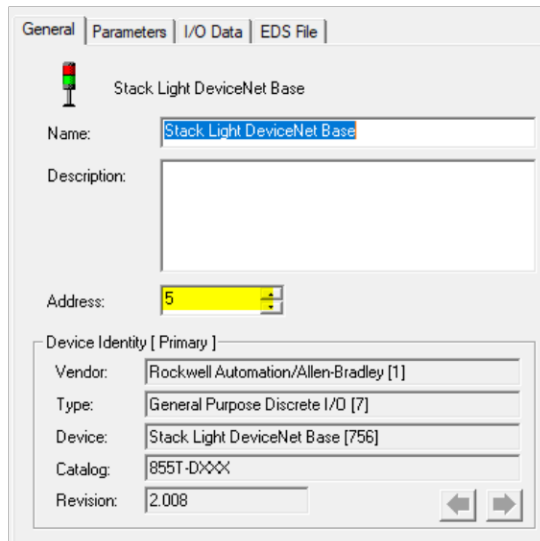 General Parameters I/O Data EDS File
Stack Light DeviceNet Base
Name: Stack Light DeviceNet Base
Description:
Address: 5
Device Identity [ Primary ]
Vendor: Rockwell Automation/Allen-Bradley [1]
Type: General Purpose Discrete I/O [7]
Device: Stack Light DeviceNet Base [756]
Catalog: 855T-DXXX
Revision: 2.008